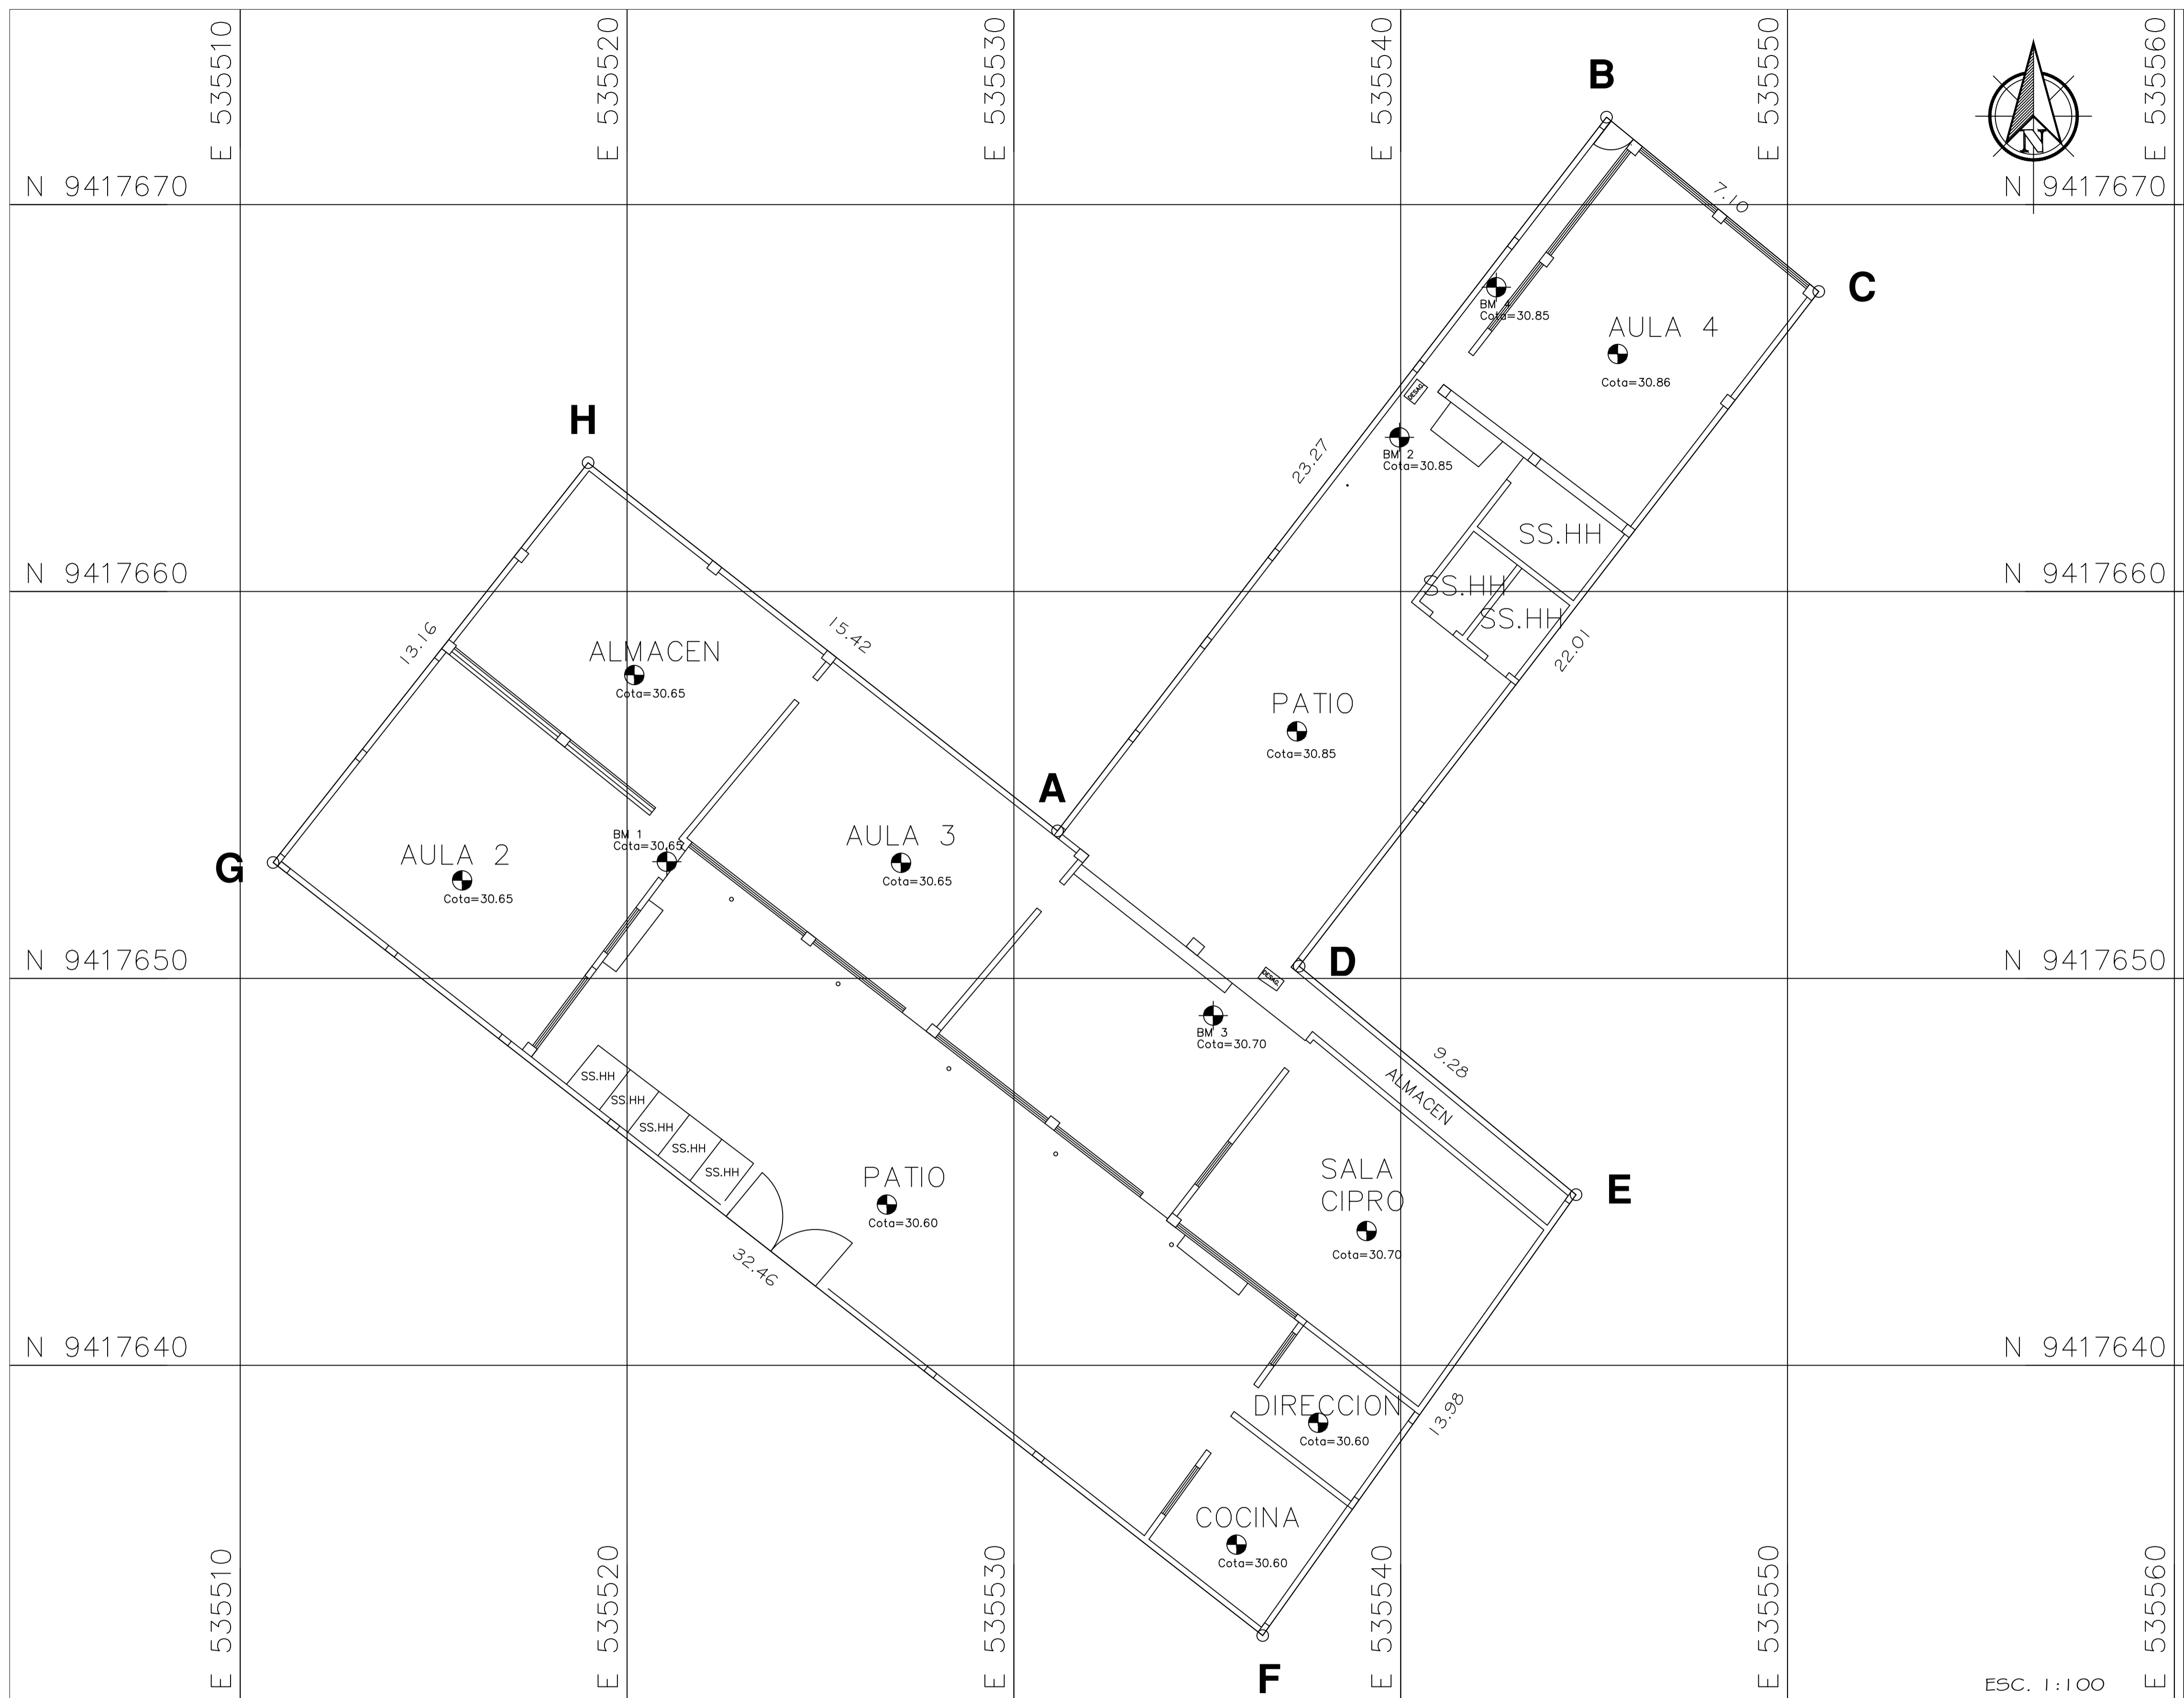 E 535510
E 535520
E 535530
E 535540
E 535550
E 535560
B
N
N 9417670
N 9417670
7.10
C
BM 4
Cota=30.85
AULA 4
Cota=30.86
DESAG.
H
23.27
BM 2
Cota=30.85
SS.HH
N 9417660
N 9417660
SS.HH
SS.HH
13.16
15.42
22.01
ALMACEN
Cota=30.65
PATIO
Cota=30.85
A
BM 1
Cota=30.65
AULA 3
Cota=30.65
G
AULA 2
Cota=30.65
D
N 9417650
N 9417650
DESAG.
BM 3
Cota=30.70
9.28
ALMACEN
SS.HH
SS.HH
SS.HH
SS.HH
SS.HH
PATIO
Cota=30.60
SALA
CIPRO
Cota=30.70
E
32.46
N 9417640
N 9417640
DIRECCION
Cota=30.60
13.98
COCINA
Cota=30.60
E 535510
E 535520
E 535530
E 535540
E 535550
E 535560
F
ESC. 1:100